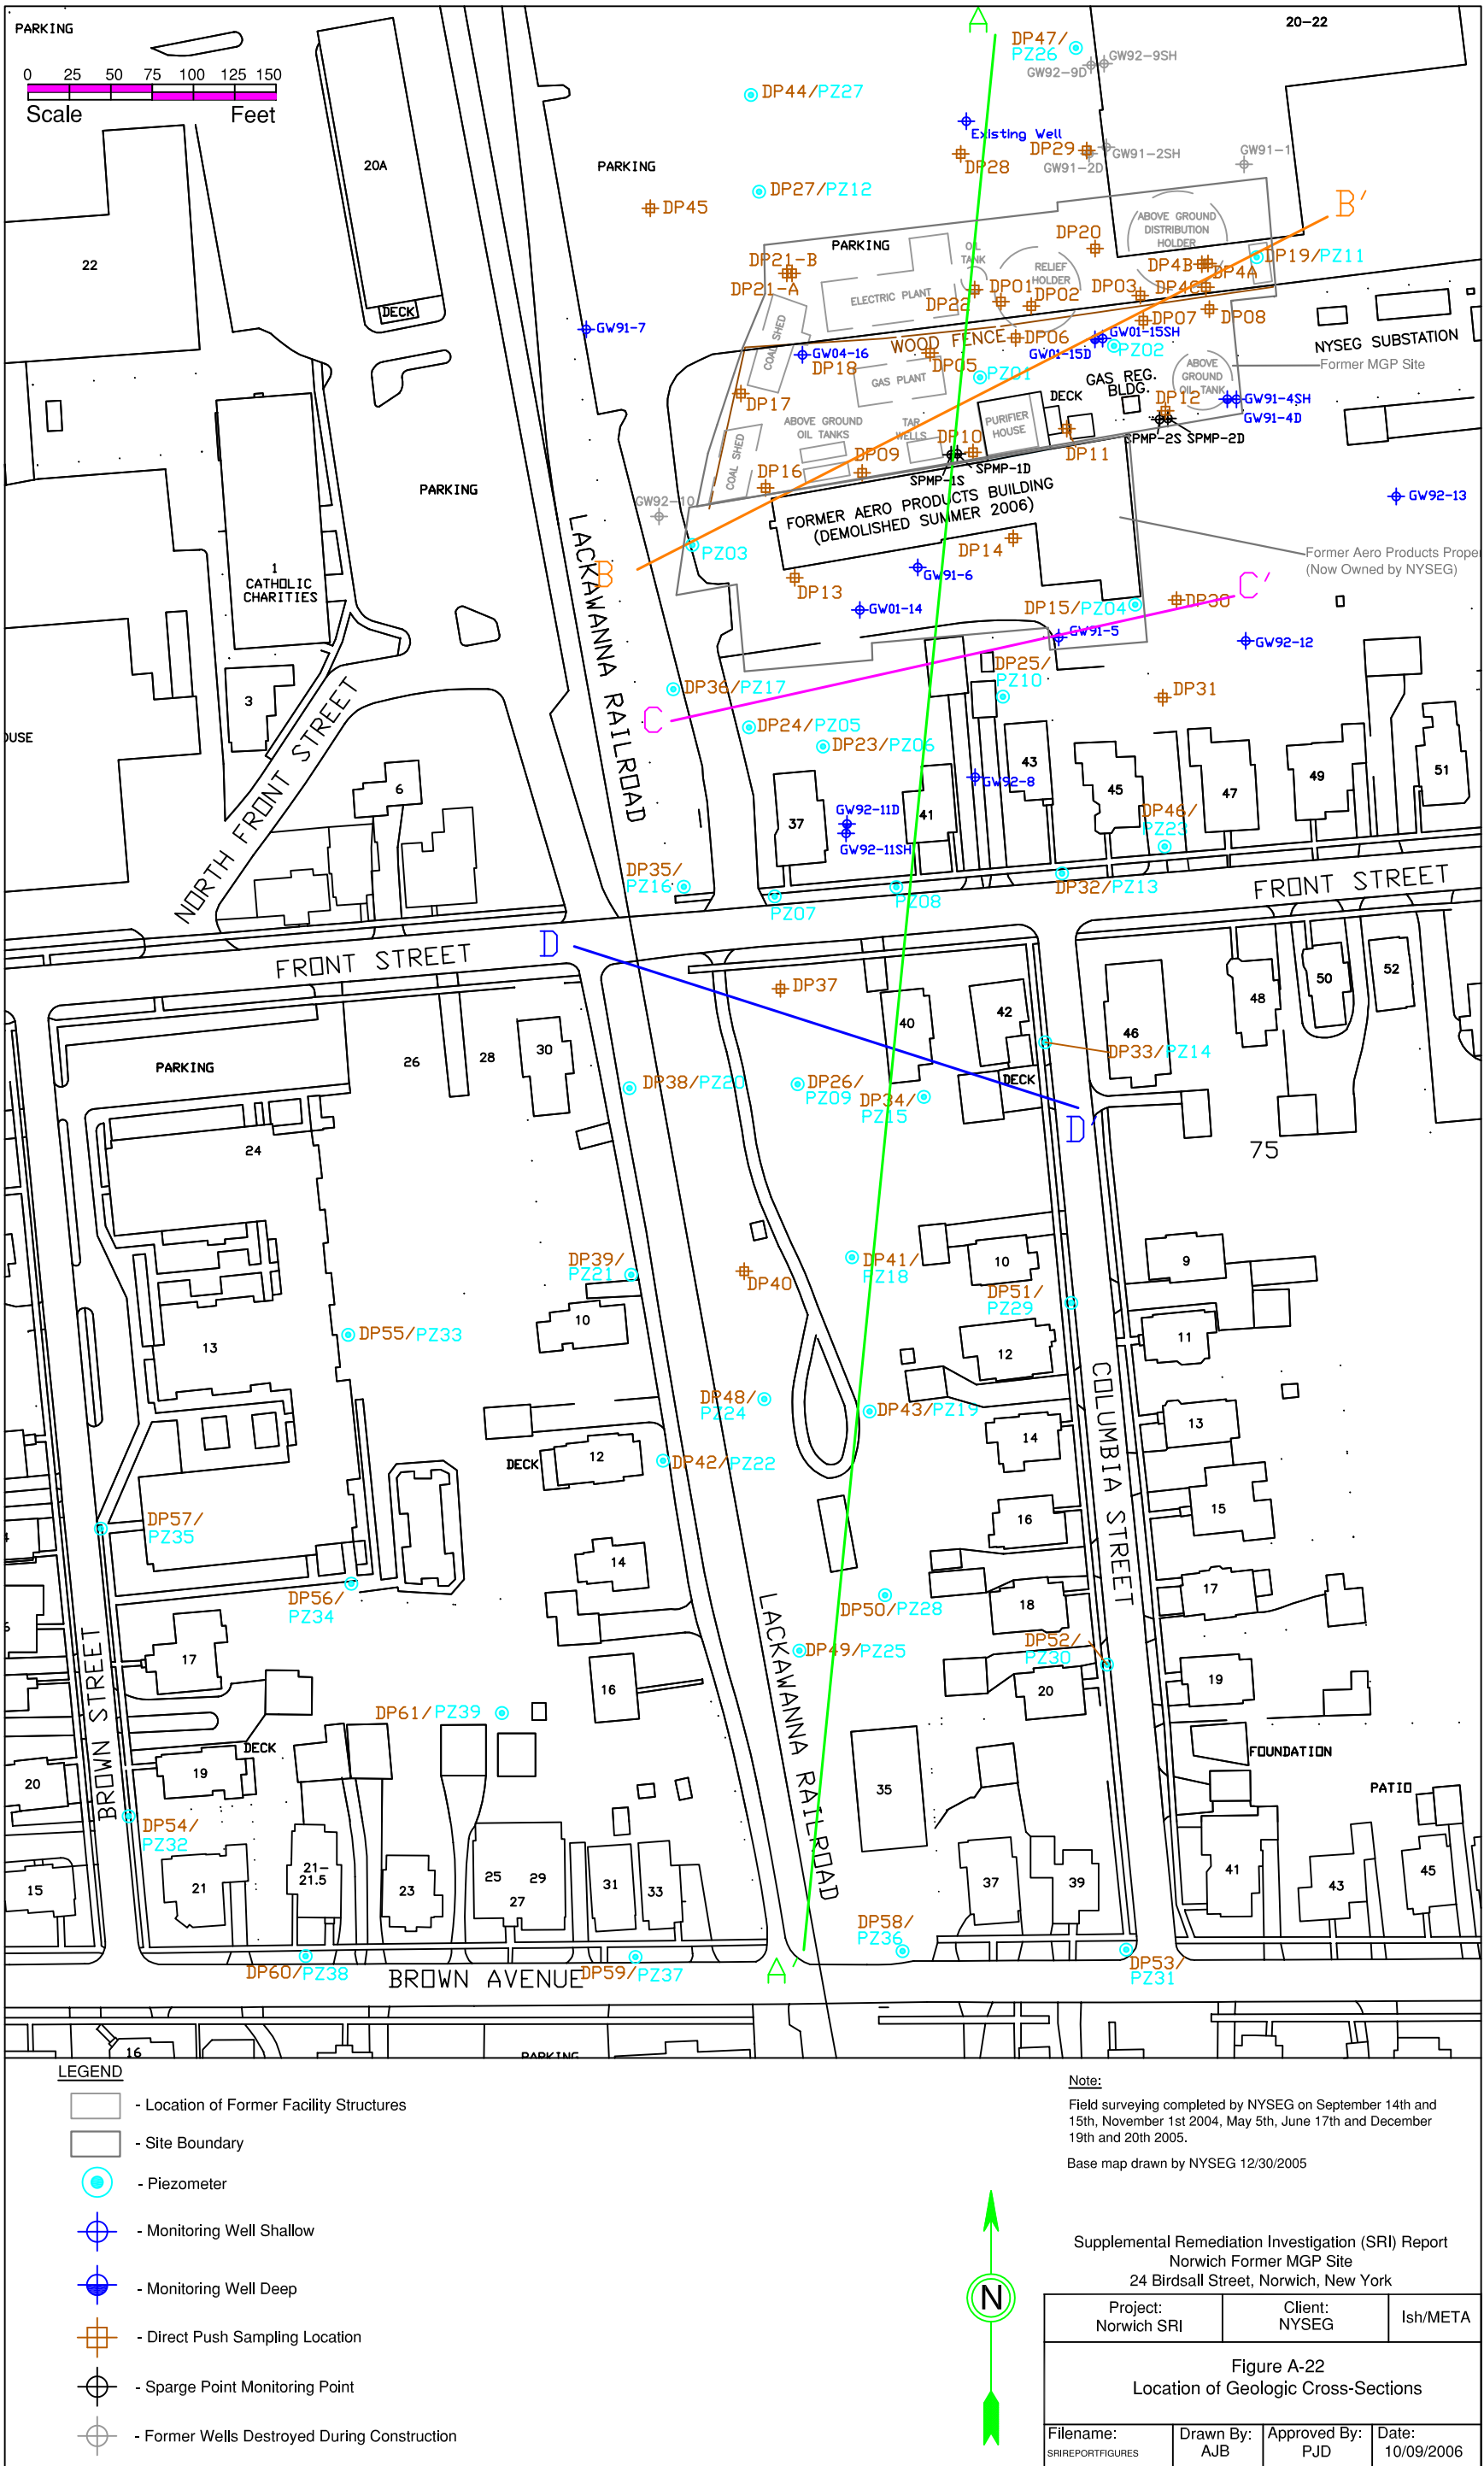 PARKING
0 25 50 75 100 125 150
Scale Feet
A
DP47/
PZ26
20-22
GW92-9D
GW92-9SH
DP44/PZ27
Existing Well
20A
PARKING
DP28
DP29
GW91-2SH
GW91-2D
GW91-1
DP27/PZ12
DP45
B'
22
PARKING
OIL
TANK
DP20
ABOVE GROUND
DISTRIBUTION
HOLDER
DP21-B
DP21-A
ELECTRIC PLANT
RELIEF
HOLDER
DP4B
DP4A
DP19/PZ11
DECK
DP22
DP01
DP02
DP03
DP4C
DP07
DP08
GW91-7
COAL SHED
WOOD FENCE
DP06
GW01-15SH
GW01-15D
PZ02
NYSEG SUBSTATION
GW04-16
DP18
DP05
GAS PLANT
PZ01
GAS REG.
BLDG.
ABOVE
GROUND
OIL TANK
Former MGP Site
DP17
DECK
DP12
GW91-4SH
GW91-4D
ABOVE GROUND
OIL TANKS
TAR
WELLS
PURIFIER
HOUSE
COAL SHED
DP10
DP11
SPMP-2S SPMP-2D
DP16
DP09
SPMP-1D
SPMP-1S
PARKING
GW92-10
FORMER AERO PRODUCTS BUILDING
(DEMOLISHED SUMMER 2006)
GW92-13
LACKAWANNA RAILROAD
PZ03
DP14
Former Aero Products Prope
(Now Owned by NYSEG)
B
1
CATHOLIC
CHARITIES
DP13
GW91-6
C'
GW01-14
DP15/PZ04
DP30
GW91-5
GW92-12
3
DP36/PZ17
DP25/
PZ10
DP31
C
OUSE
NORTH FRONT STREET
DP24/PZ05
DP23/PZ06
43
45
47
49
51
6
GW92-8
GW92-11D
GW92-11SH
37
41
DP46/
PZ23
DP35/
PZ16
PZ07
PZ08
DP32/PZ13
FRONT STREET
FRONT STREET
D
DP37
40
42
46
48
50
52
PARKING
26
28
30
DP33/PZ14
DP38/PZ20
DP26/
PZ09
DP34/
PZ15
DECK
D'
24
75
DP39/
PZ21
DP40
DP41/
PZ18
10
9
DP51/
PZ29
10
12
11
13
DP55/PZ33
COLUMBIA STREET
DP48/
PZ24
DP43/PZ19
14
13
DECK
12
DP42/PZ22
16
15
DP57/
PZ35
14
DP56/
PZ34
DP50/PZ28
18
17
LACKAWANNA RAILROAD
DP49/PZ25
DP52/
PZ30
BROWN STREET
17
16
20
19
DP61/PZ39
DECK
FOUNDATION
20
19
35
PATIO
DP54/
PZ32
15
21
21-
21.5
23
25
27
29
31
33
37
39
41
43
45
DP58/
PZ36
A'
DP60/PZ38
BROWN AVENUE
DP59/PZ37
DP53/
PZ31
16
PARKING
LEGEND
- Location of Former Facility Structures
- Site Boundary
- Piezometer
- Monitoring Well Shallow
- Monitoring Well Deep
- Direct Push Sampling Location
- Sparge Point Monitoring Point
- Former Wells Destroyed During Construction
N
Note:
Field surveying completed by NYSEG on September 14th and
15th, November 1st 2004, May 5th, June 17th and December
19th and 20th 2005.
Base map drawn by NYSEG 12/30/2005
Supplemental Remediation Investigation (SRI) Report
Norwich Former MGP Site
24 Birdsall Street, Norwich, New York
Project:
Norwich SRI
Client:
NYSEG
Ish/META
Figure A-22
Location of Geologic Cross-Sections
Filename:
SRIREPORTFIGURES
Drawn By:
AJB
Approved By:
PJD
Date:
10/09/2006